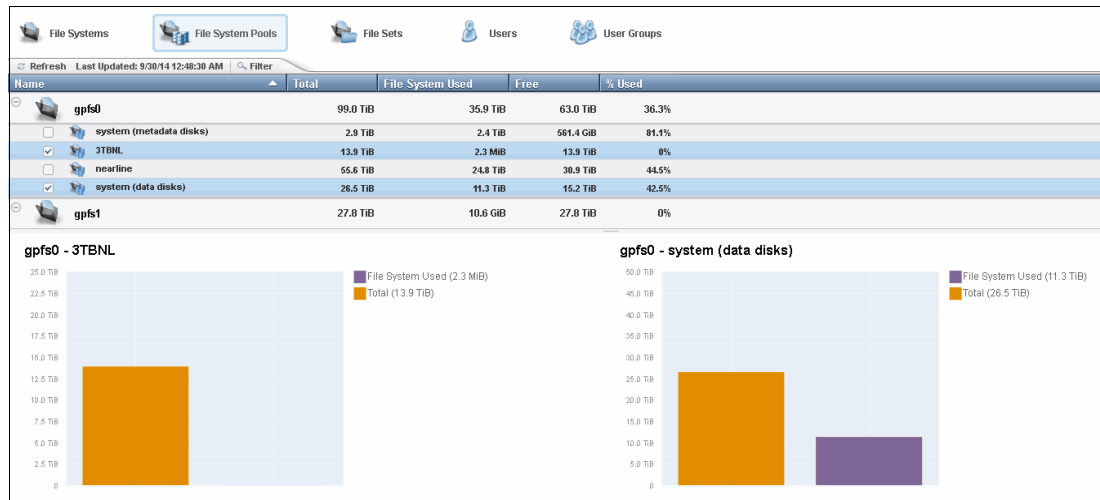 File Systems File System Pools File Sets Users User Groups
Refresh Last Updated: 9/30/14 12:48:30 AM Filter
Name Total File System Used Free % Used
gpfs0 99.0 TiB 35.9 TiB 63.0 TiB 36.3%
system (metadata disks) 2.9 TiB 2.4 TiB 561.4 GiB 81.1%
3TBNL 13.9 TiB 2.3 MiB 13.9 TiB 0%
nearline 55.6 TiB 24.8 TiB 30.9 TiB 44.5%
system (data disks) 26.5 TiB 11.3 TiB 15.2 TiB 42.5%
gpfs1 27.8 TiB 10.6 GiB 27.8 TiB 0%
gpfs0 - 3TBNL
25.0 TiB
22.5 TiB
20.0 TiB
17.5 TiB
15.0 TiB
12.5 TiB
10.0 TiB
7.5 TiB
5.0 TiB
2.5 TiB
0
File System Used (2.3 MiB)
Total (13.9 TiB)
gpfs0 - system (data disks)
50.0 TiB
45.0 TiB
40.0 TiB
35.0 TiB
30.0 TiB
25.0 TiB
20.0 TiB
15.0 TiB
10.0 TiB
5.0 TiB
0
File System Used (11.3 TiB)
Total (26.5 TiB)